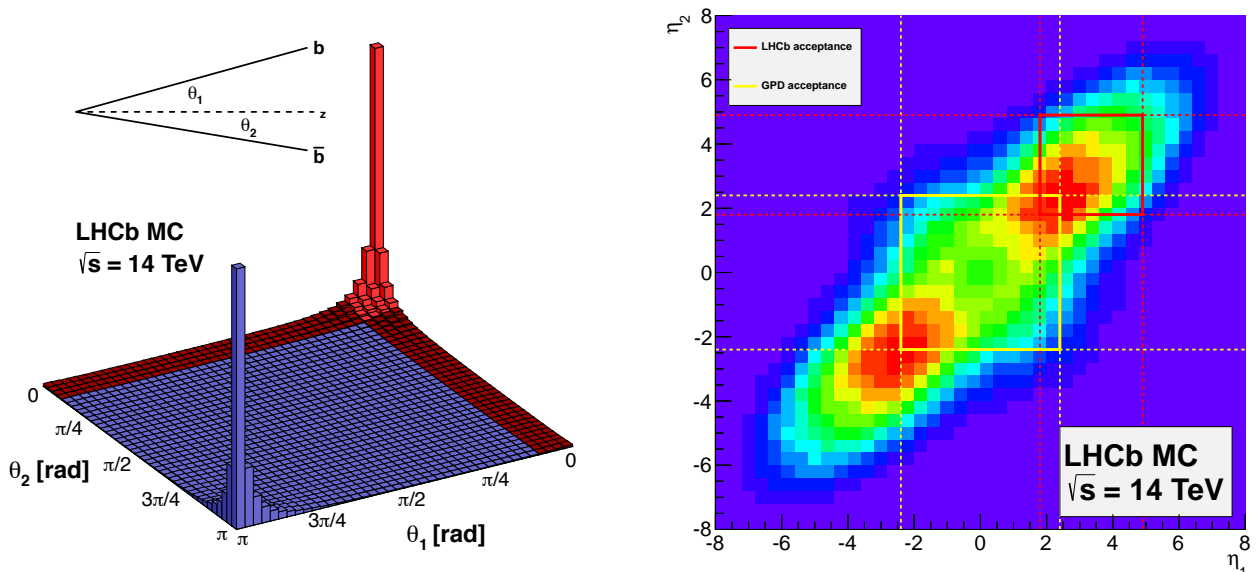 b
θ1
z
θ2
b̅
LHCb MC
√s = 14 TeV
0
π/4
π/2
3π/4
π
θ2 [rad]
π
3π/4
π/2
π/4
0
θ1 [rad]
η2
8
6
4
2
0
-2
-4
-6
-8
LHCb acceptance
GPD acceptance
LHCb MC
√s = 14 TeV
-8 -6 -4 -2 0 2 4 6 8
η1